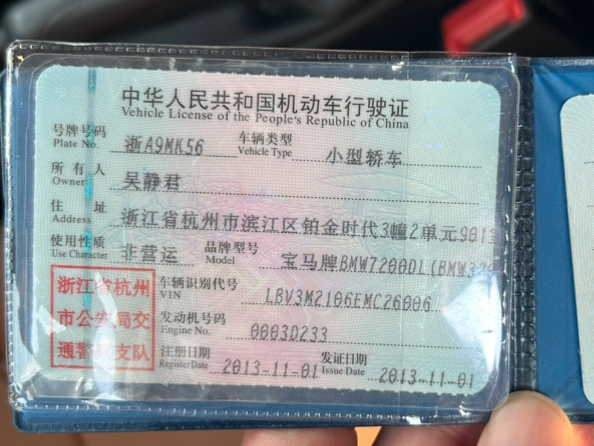 中华人民共和国机动车行驶证
Vehicle License of the People's Republic of China
号牌号码 浙A9MK56 车辆类型 小型轿车
Plate No. Vehicle Type
所有人 吴静君
Owner
住址 浙江省杭州市滨江区铂金时代3幢2单元901
Address
使用性质 非营运 品牌型号 宝马牌BMW7200DL(BMW32
Use Character Model
车辆识别代号 LBV3M2106EMC26006
VIN
发动机号码 0003D233
Engine No.
注册日期 2013-11-01 发证日期 2013-11-01
Register Date Issue Date
浙江省杭州
市公安局交
通警察支队